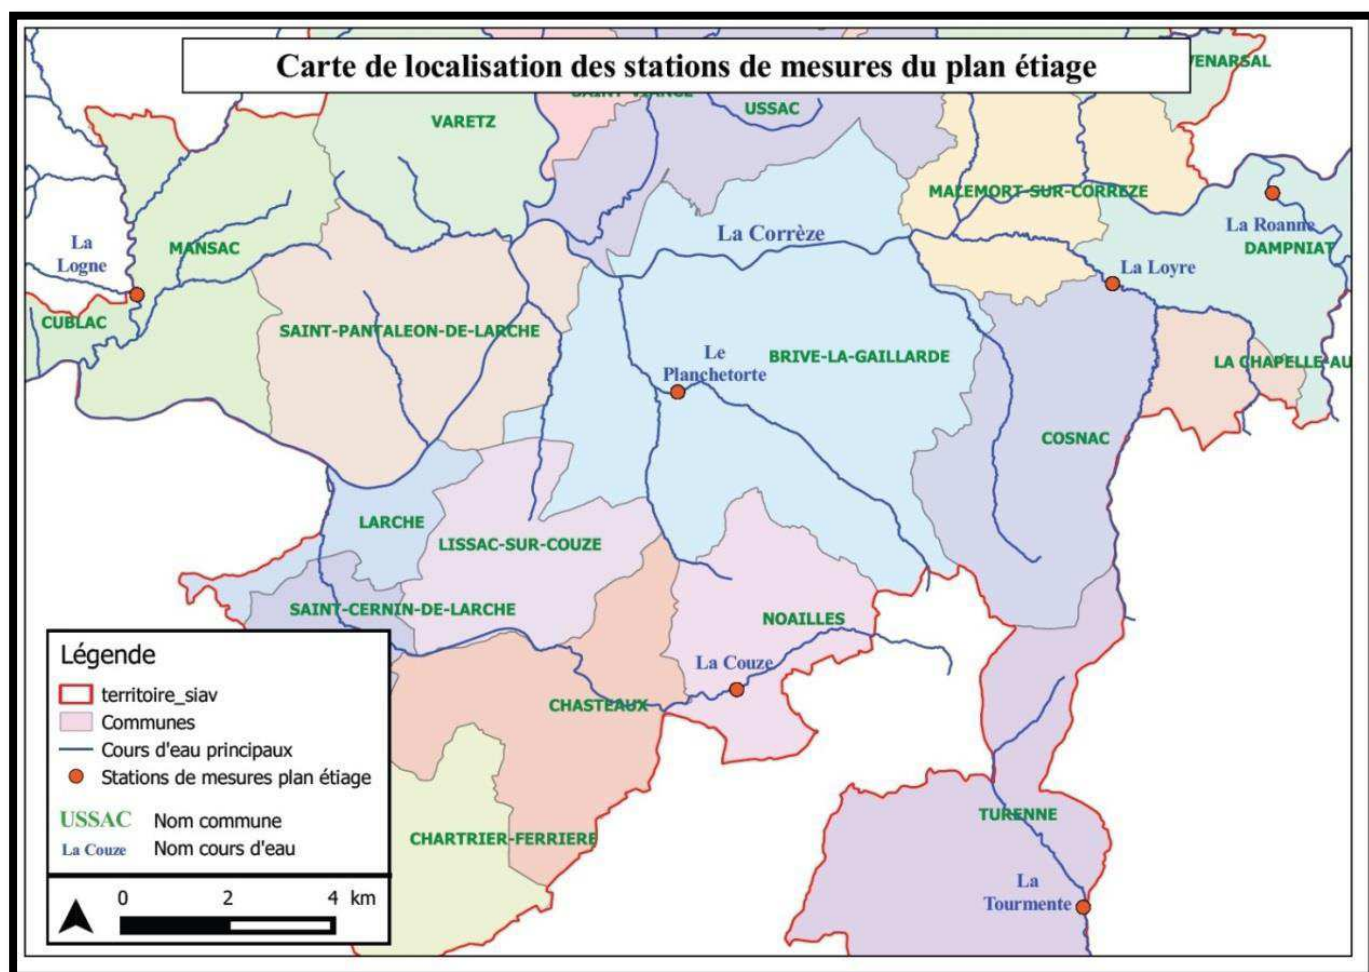 Carte de localisation des stations de mesures du plan étiage
VENARSAL
SAINT-VIANCE
USSAC
VARETZ
MALEMORT-SUR-CORREZE
La Roanne
DAMPNIAT
La Corrèze
La
Logne
MANSAC
La Loyre
CUBLAC
SAINT-PANTALEON-DE-LARCHE
Le
Planchetorte
BRIVE-LA-GAILLARDE
LA CHAPELLE-AU
COSNAC
LARCHE
LISSAC-SUR-COUZE
SAINT-CERNIN-DE-LARCHE
NOAILLES
La Couze
CHASTEAUX
TURENNE
CHARTRIER-FERRIERE
La
Tourmente
Légende
territoire_siav
Communes
Cours d'eau principaux
Stations de mesures plan étiage
USSAC Nom commune
La Couze Nom cours d'eau
0 2 4 km